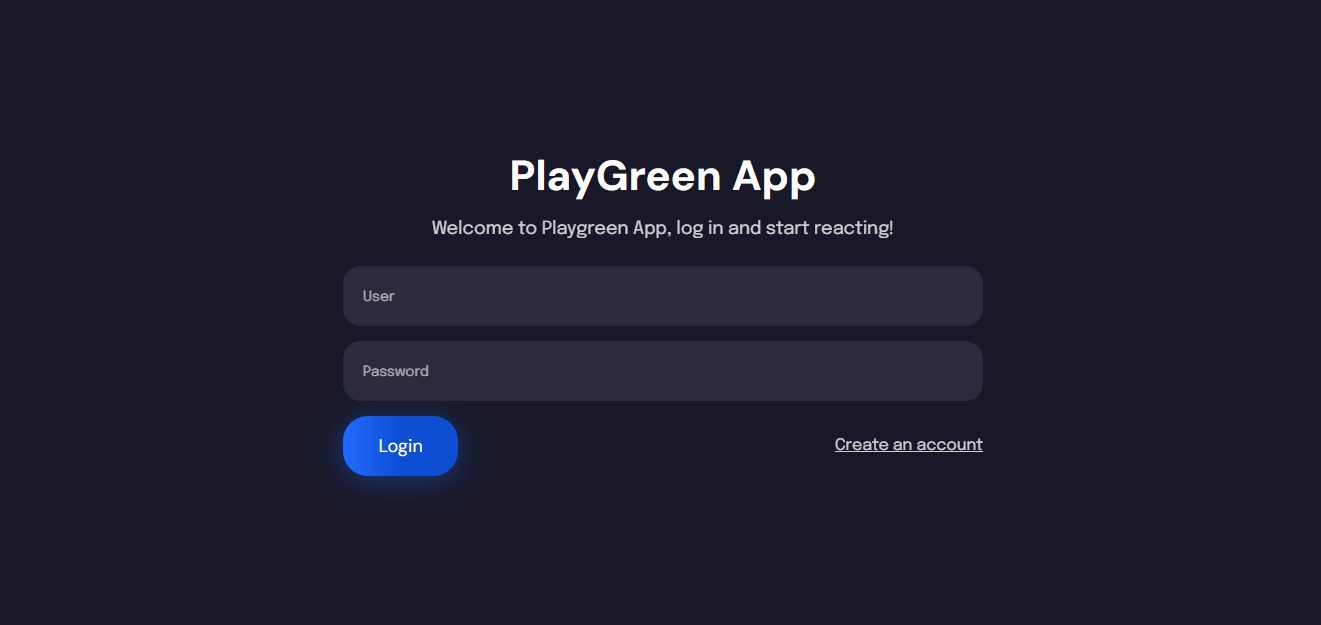 PlayGreen App
Welcome to Playgreen App, log in and start reacting!
User
Password
Login
Create an account